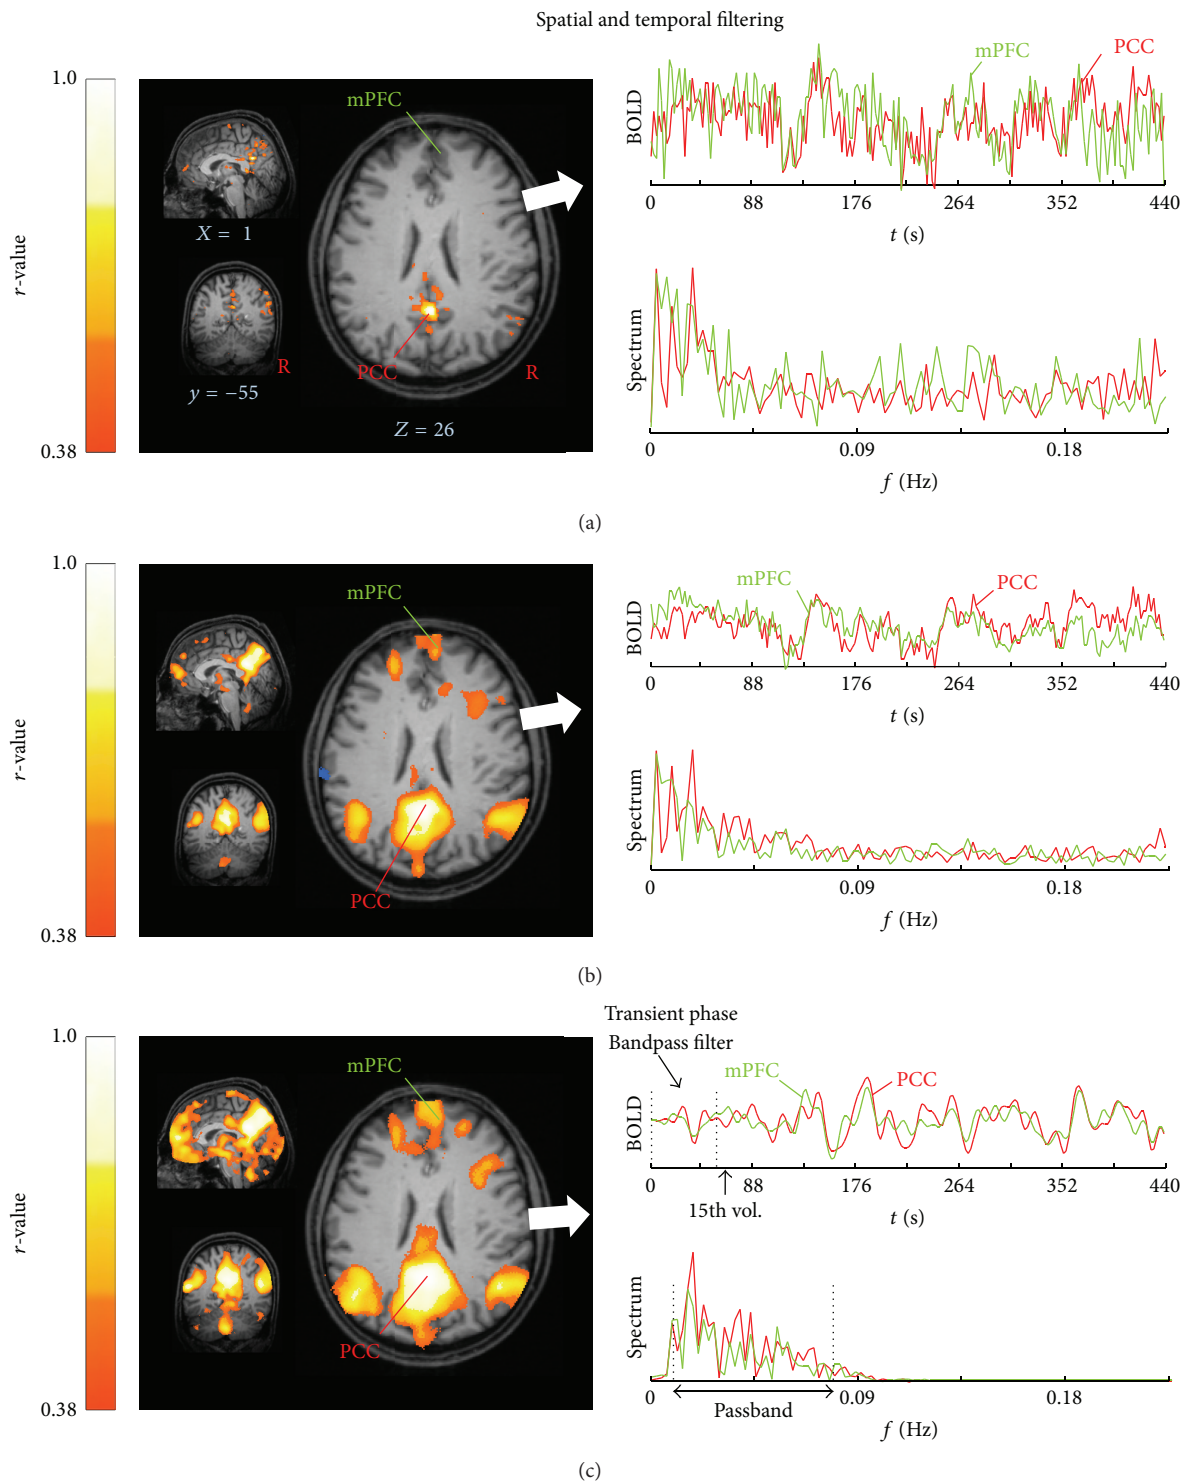 Spatial and temporal filtering
1.0
r-value
0.38
mPFC
X = 1
R
y = −55
PCC
R
Z = 26
mPFC
PCC
BOLD
0 88 176 264 352 440
t (s)
Spectrum
0 0.09 0.18
f (Hz)
(a)
1.0
r-value
0.38
mPFC
PCC
mPFC
PCC
BOLD
0 88 176 264 352 440
t (s)
Spectrum
0 0.09 0.18
f (Hz)
(b)
1.0
r-value
0.38
mPFC
PCC
Transient phase
Bandpass filter
mPFC
PCC
BOLD
0 88 176 264 352 440
15th vol.
t (s)
Spectrum
0 0.09 0.18
Passband
f (Hz)
(c)